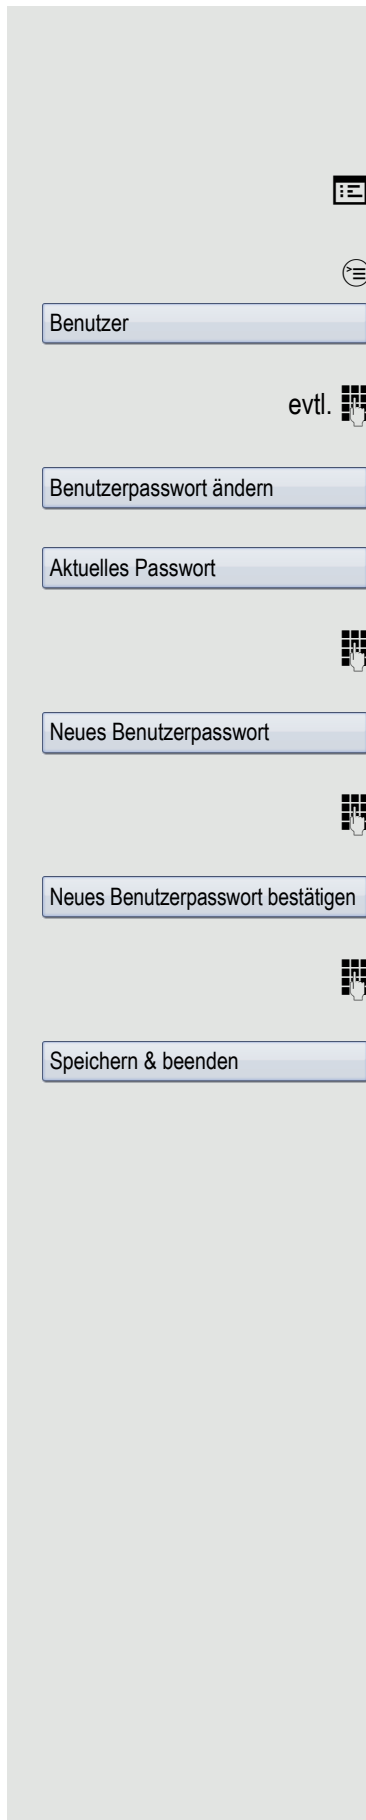 Benutzer
evtl.
Benutzerpasswort ändern
Aktuelles Passwort
Neues Benutzerpasswort
Neues Benutzerpasswort bestätigen
Speichern & beenden